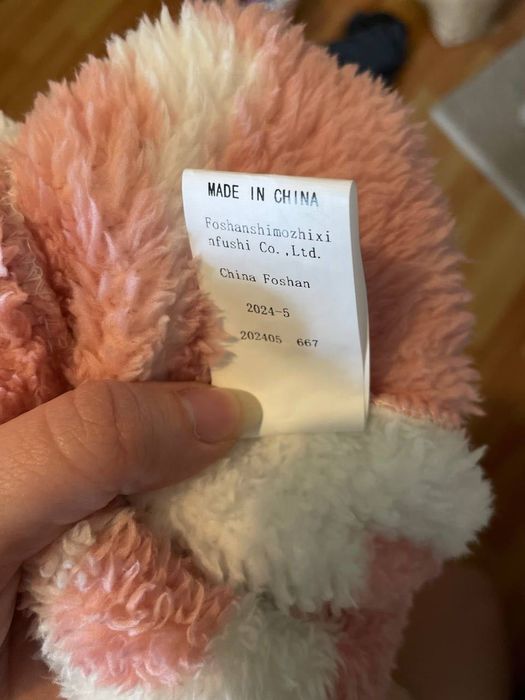 MADE IN CHINA
Foshanshimozhixi
nfushi Co.,Ltd.
China Foshan
2024-5
202405 667